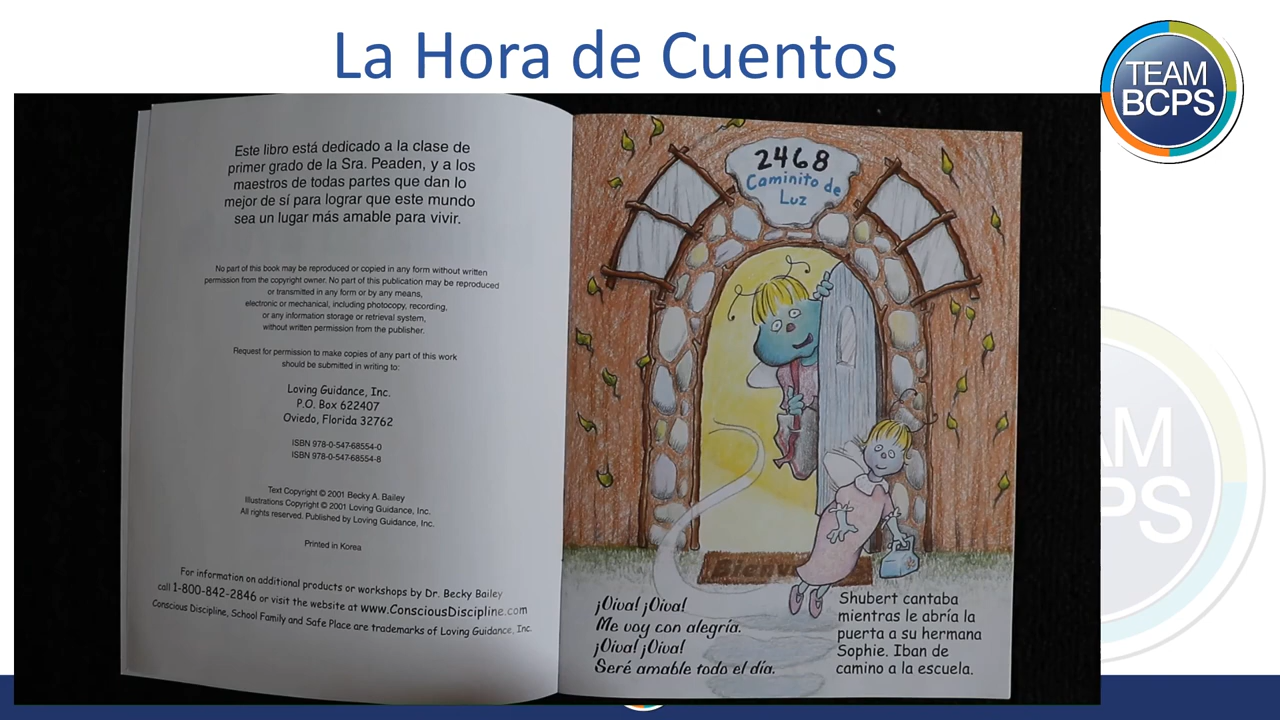 La Hora de Cuentos
TEAM
BCPS
Este libro está dedicado a la clase de
primer grado de la Sra. Peaden, y a los
maestros de todas partes que dan lo
mejor de sí para lograr que este mundo
sea un lugar más amable para vivir.
No part of this book may be reproduced or copied in any form without written
permission from the copyright owner. No part of this publication may be reproduced
or transmitted in any form or by any means,
electronic or mechanical, including photocopy, recording,
or any information storage or retrieval system,
without written permission from the publisher.
Request for permission to make copies of any part of this work
should be submitted in writing to:
Loving Guidance, Inc.
P.O. Box 622407
Oviedo, Florida 32762
ISBN 978-0-547-68554-0
ISBN 978-0-547-68554-8
Text Copyright © 2001 Becky A. Bailey
Illustrations Copyright © 2001 Loving Guidance, Inc.
All rights reserved. Published by Loving Guidance, Inc.
Printed in Korea
For information on additional products or workshops by Dr. Becky Bailey
call 1-800-842-2846 or visit the website at www.ConsciousDiscipline.com
Conscious Discipline, School Family and Safe Place are trademarks of Loving Guidance, Inc.
2468
Caminito de
Luz
Bienv
¡Viva! ¡Viva!
Me voy con alegría.
¡Viva! ¡Viva!
Seré amable todo el día.
Shubert cantaba
mientras le abría la
puerta a su hermana
Sophie. Iban de
camino a la escuela.
AM
PS